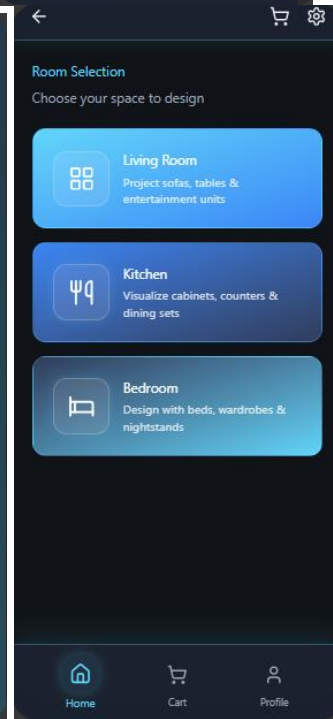 Room Selection
Choose your space to design
Living Room
Project sofas, tables &
entertainment units
Kitchen
Visualize cabinets, counters &
dining sets
Bedroom
Design with beds, wardrobes &
nightstands
Home
Cart
Profile